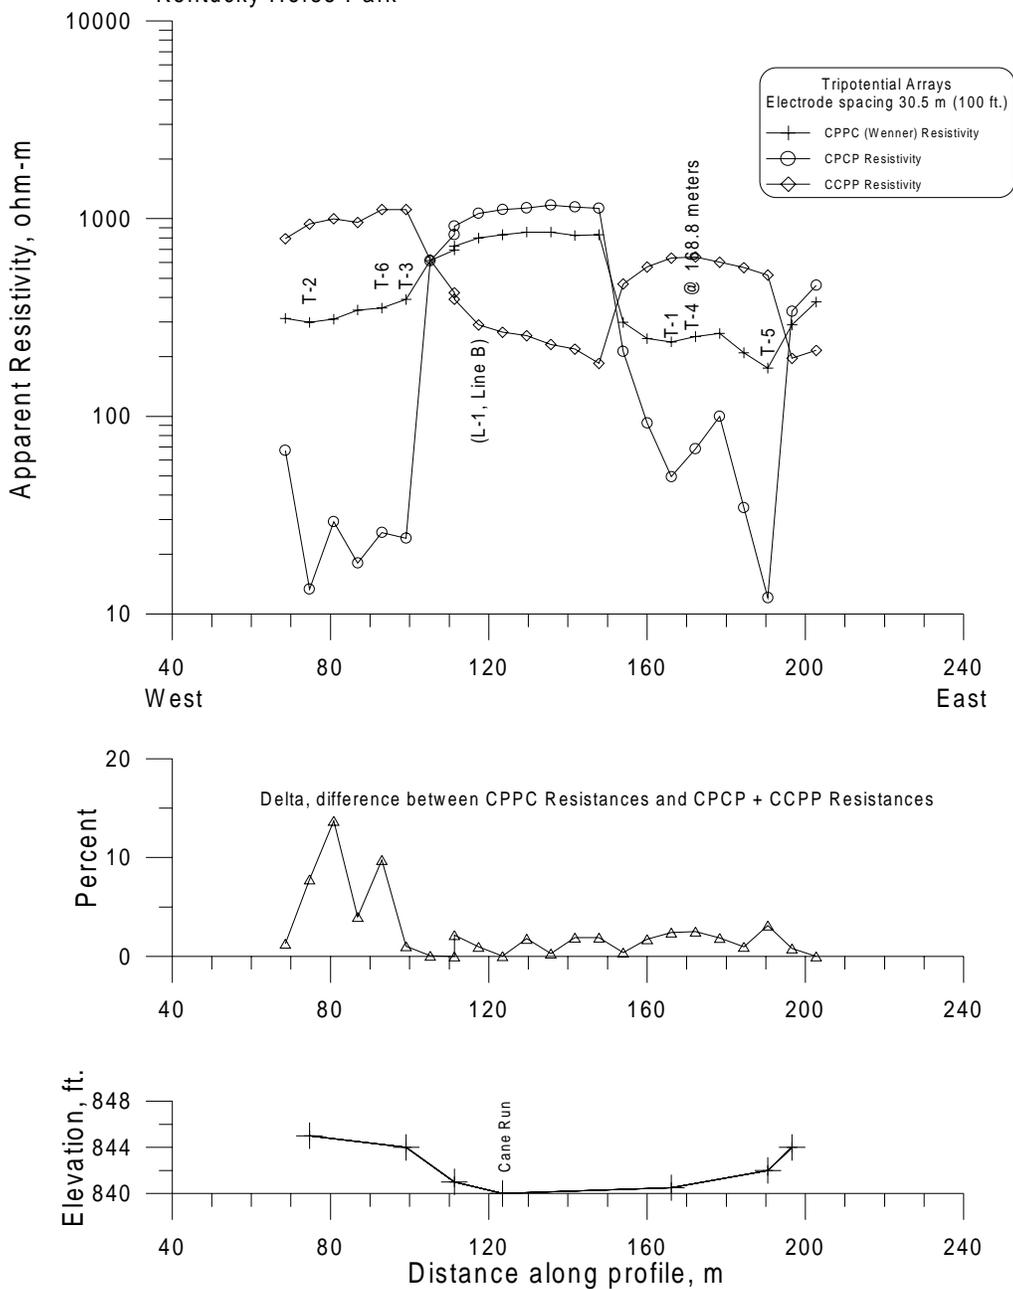 Kentucky Horse Park
10000
Tripotential Arrays
Electrode spacing 30.5 m (100 ft.)
CPPC (Wenner) Resistivity
CPCP Resistivity
CCPP Resistivity
Apparent Resistivity, ohm-m
1000
T-2
T-6
T-3
(L-1, Line B)
T-1
T-4 @ 168.8 meters
T-5
100
10
40 80 120 160 200 240
West East
20
Delta, difference between CPPC Resistances and CPCP + CCPP Resistances
Percent
10
0
40 80 120 160 200 240
Elevation, ft.
848
Cane Run
844
840
40 80 120 160 200 240
Distance along profile, m